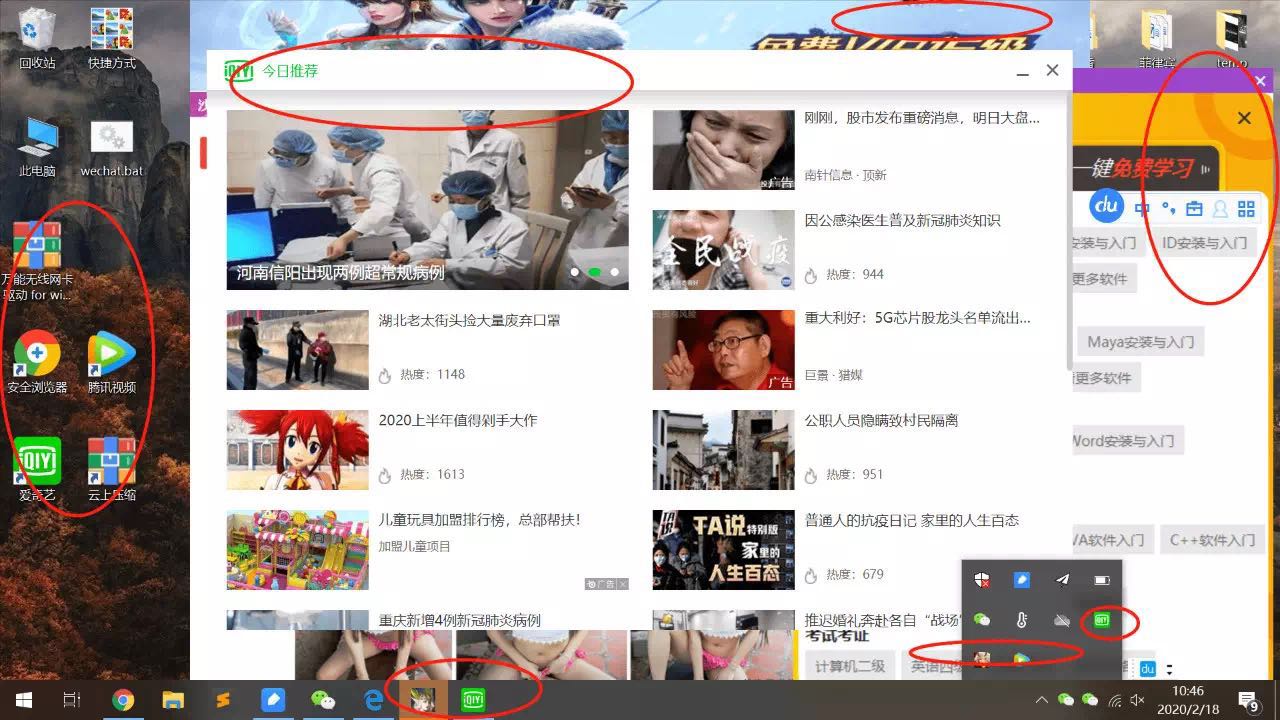 回收站
快捷方式
此电脑
wechat.bat
万能无线网卡
驱动 for wi...
安全浏览器
腾讯视频
爱奇艺
云上压缩
temp
iQIYI 今日推荐
河南信阳出现两例超常规病例
湖北老太街头捡大量废弃口罩
热度：1148
2020上半年值得剁手大作
热度：1613
儿童玩具加盟排行榜，总部帮扶！
加盟儿童项目
广告
重庆新增4例新冠肺炎病例
刚刚，股市发布重磅消息，明日大盘...
南针信息 · 顶新
广告
因公感染医生普及新冠肺炎知识
全民战疫
热度：944
重大利好：5G芯片股龙头名单流出...
巨景 · 猎媒
广告
公职人员隐瞒致村民隔离
热度：951
普通人的抗疫日记 家里的人生百态
TA说特别版
家里的
人生百态
热度：679
推迟婚礼奔赴各自“战场”
一键免费学习
du 中
安装与入门
ID安装与入门
更多软件
Maya安装与入门
更多软件
Word安装与入门
VA软件入门
C++软件入门
考试考证
计算机二级
英语四级
du
10:46
2020/2/18
9